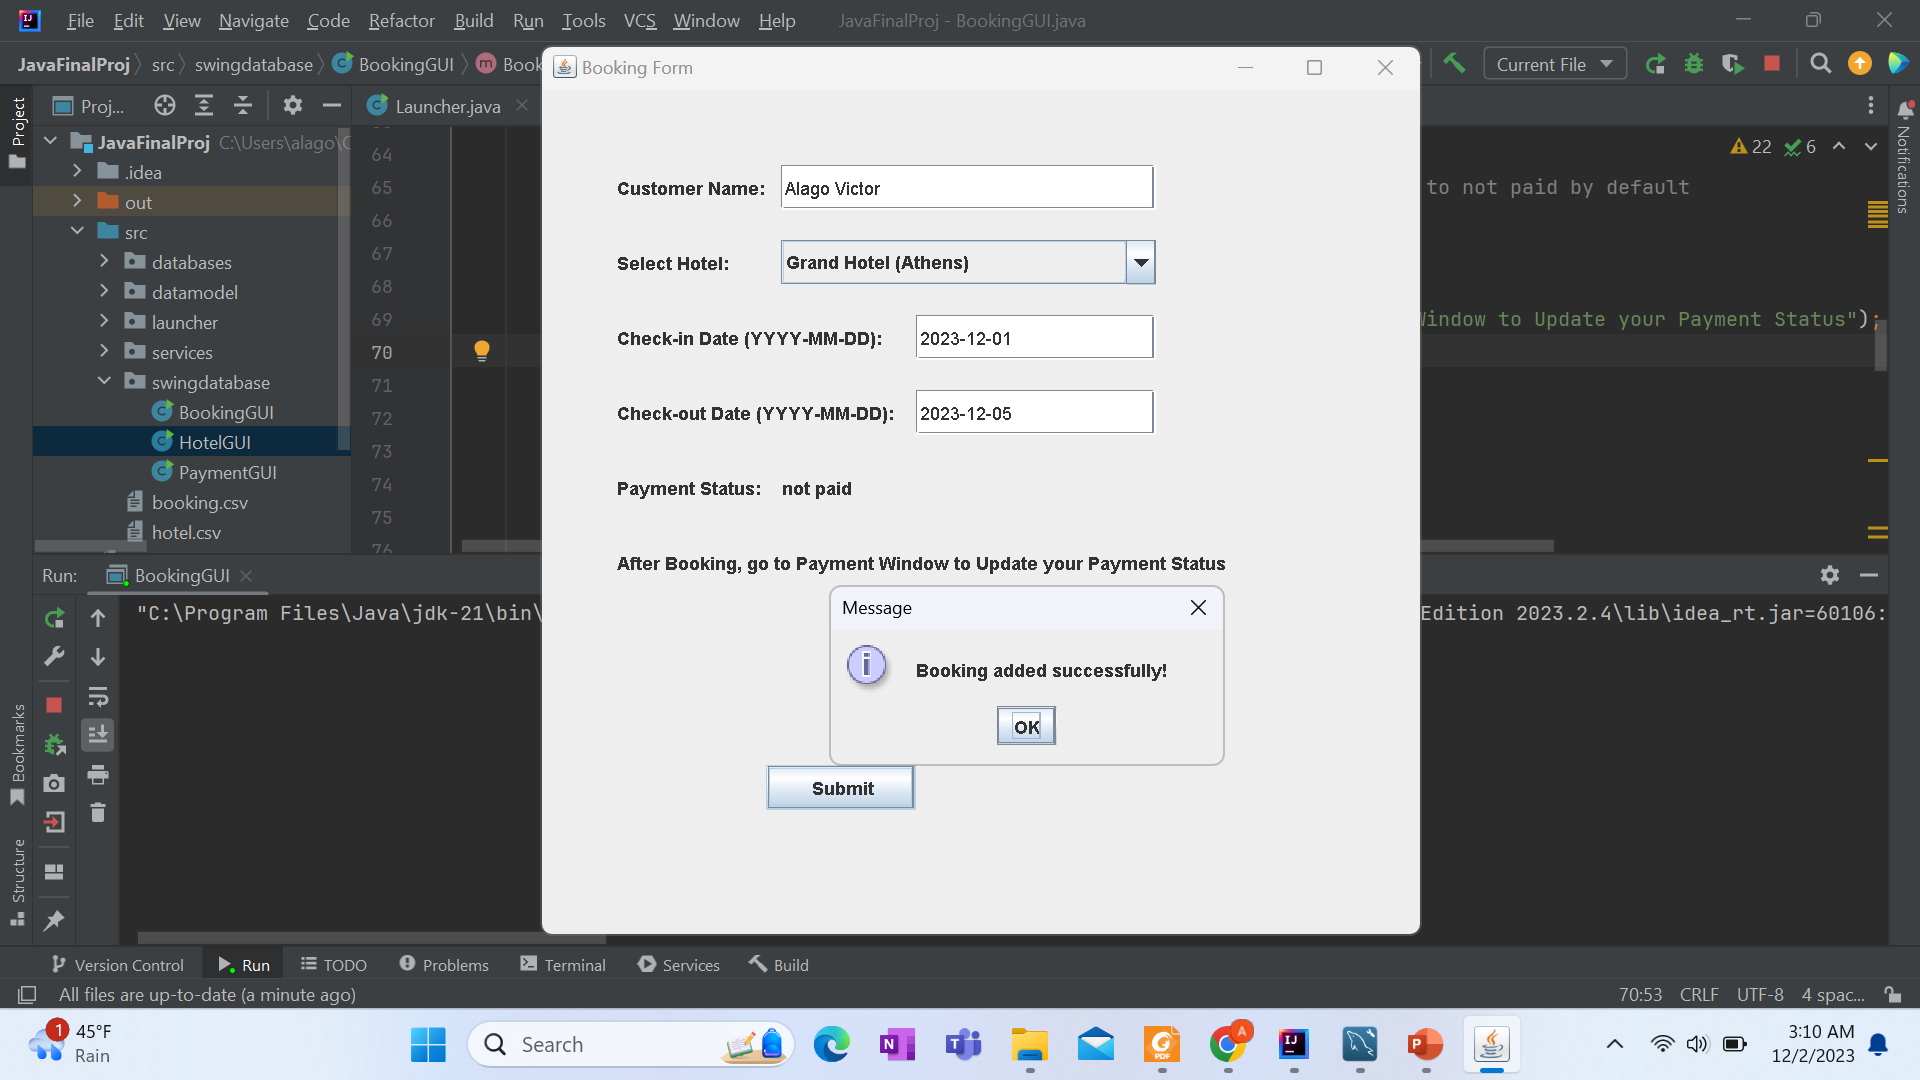 File Edit View Navigate Code Refactor Build Run Tools VCS Window Help JavaFinalProj - BookingGUI.java
JavaFinalProj src swingdatabase BookingGUI Book
Current File
Booking Form
Project
Proj...
Launcher.java
JavaFinalProj C:\Users\alago\
.idea
out
src
databases
datamodel
launcher
services
swingdatabase
BookingGUI
HotelGUI
PaymentGUI
booking.csv
hotel.csv
64
65
66
67
68
69
70
71
72
73
74
75
76
22 6
to not paid by default
Window to Update your Payment Status");
Notifications
Customer Name: Alago Victor
Select Hotel: Grand Hotel (Athens)
Check-in Date (YYYY-MM-DD): 2023-12-01
Check-out Date (YYYY-MM-DD): 2023-12-05
Payment Status: not paid
After Booking, go to Payment Window to Update your Payment Status
Message
Booking added successfully!
OK
Submit
Run: BookingGUI
"C:\Program Files\Java\jdk-21\bin\
Edition 2023.2.4\lib\idea_rt.jar=60106:
Bookmarks
Structure
Version Control Run TODO Problems Terminal Services Build
All files are up-to-date (a minute ago)
70:53 CRLF UTF-8 4 spac...
1
45°F
Rain
Search
N
T
PDF
A
IJ
P
3:10 AM
12/2/2023